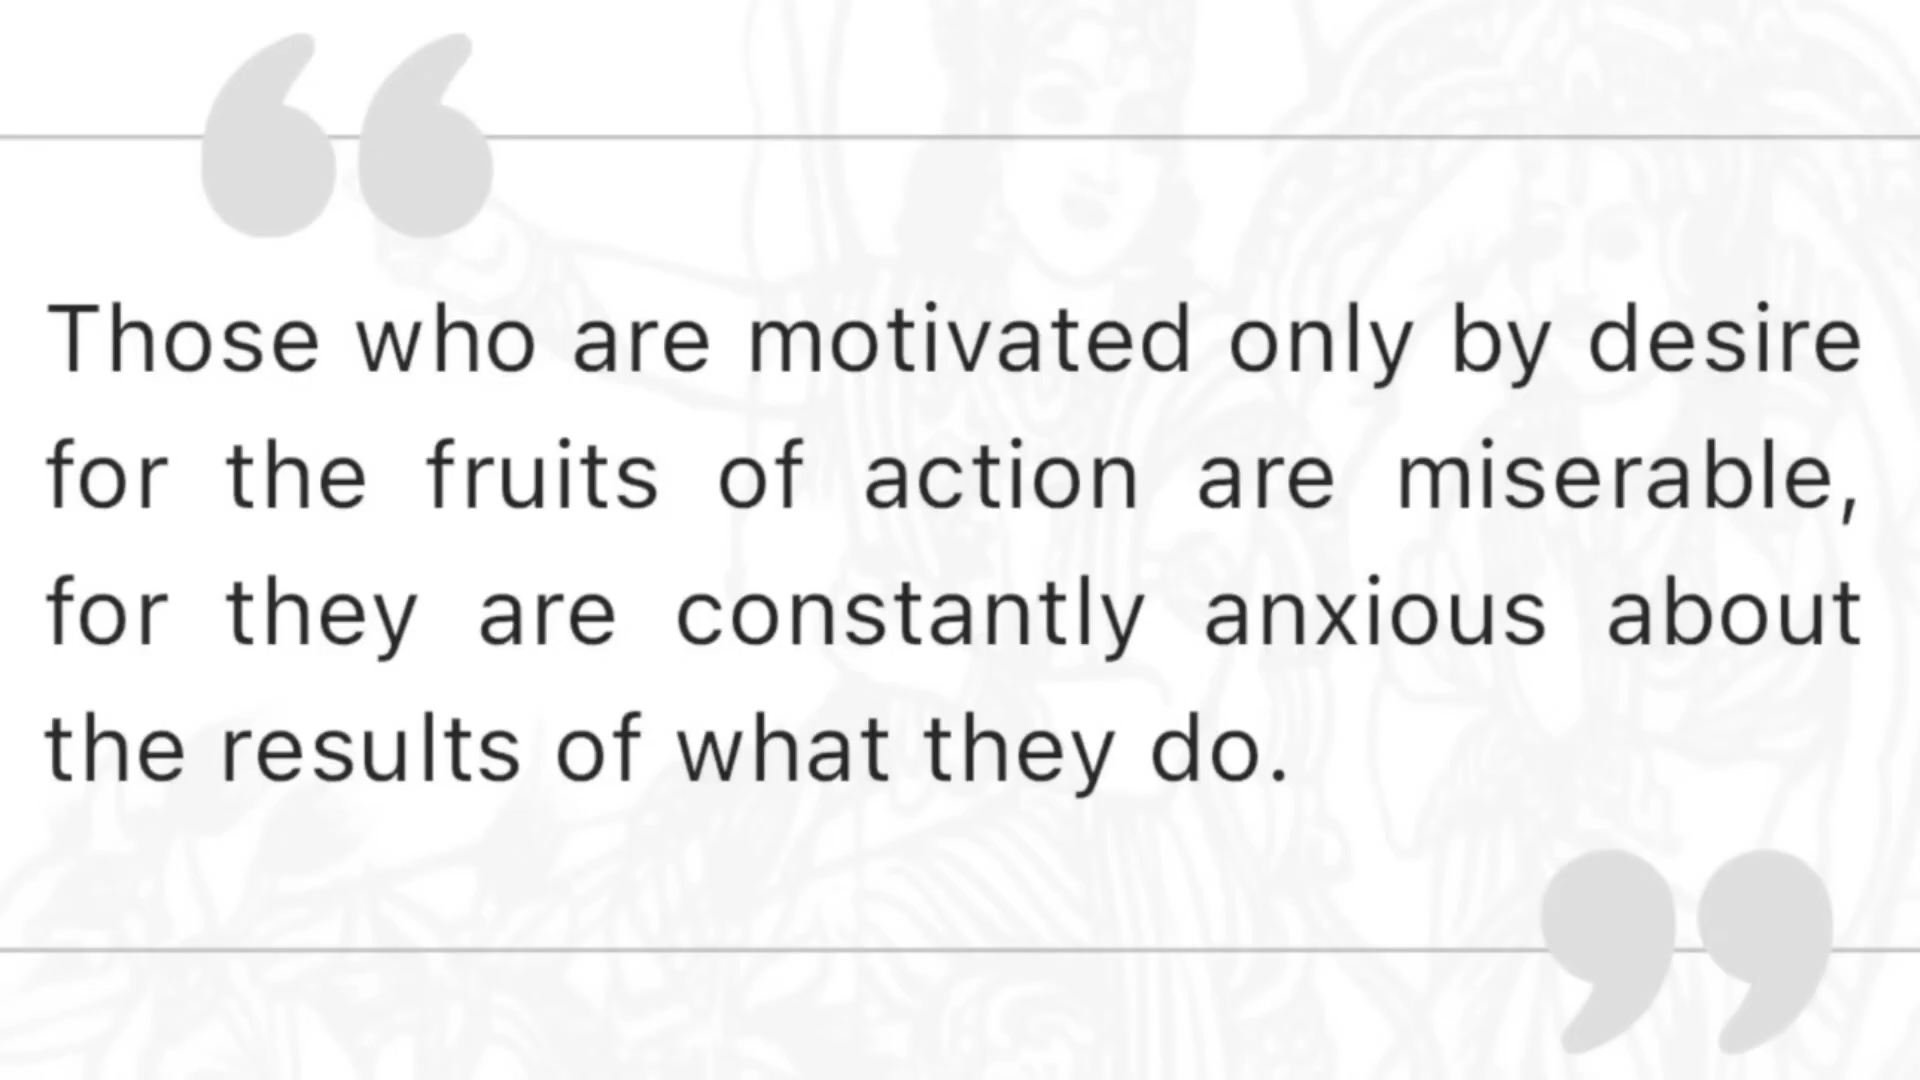 Those who are motivated only by desire
for the fruits of action are miserable,
for they are constantly anxious about
the results of what they do.